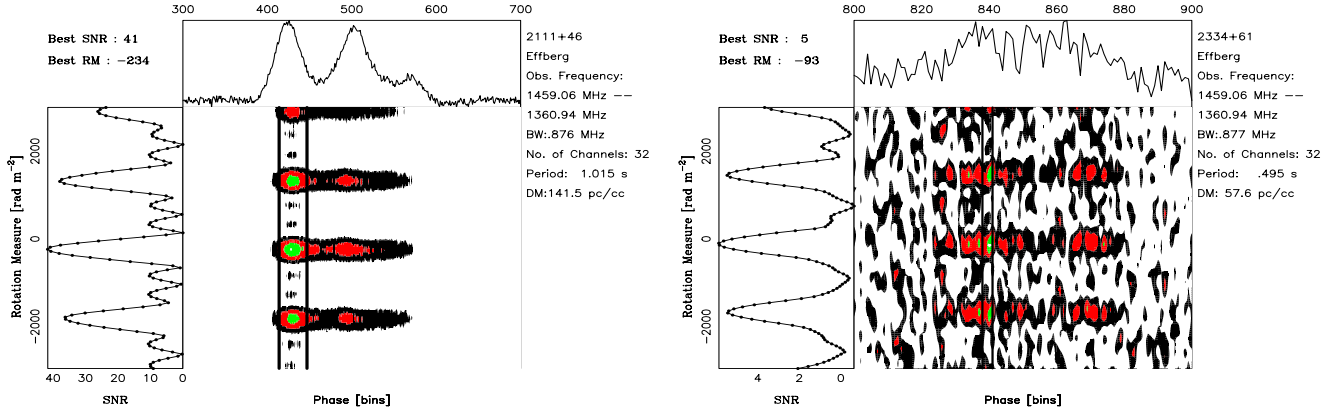 300 400 500 600 700
Best SNR : 41
Best RM : −234
2111+46
Effberg
Obs. Frequency:
1459.06 MHz −−
1360.94 MHz
BW:.876 MHz
No. of Channels: 32
Period: 1.015 s
DM:141.5 pc/cc
Rotation Measure [rad m−2]
2000
0
−2000
40 30 20 10 0
SNR
Phase [bins]
800 820 840 860 880 900
Best SNR : 5
Best RM : −93
2334+61
Effberg
Obs. Frequency:
1459.06 MHz −−
1360.94 MHz
BW:.877 MHz
No. of Channels: 32
Period: .495 s
DM: 57.6 pc/cc
Rotation Measure [rad m−2]
2000
0
−2000
4 2 0
SNR
Phase [bins]